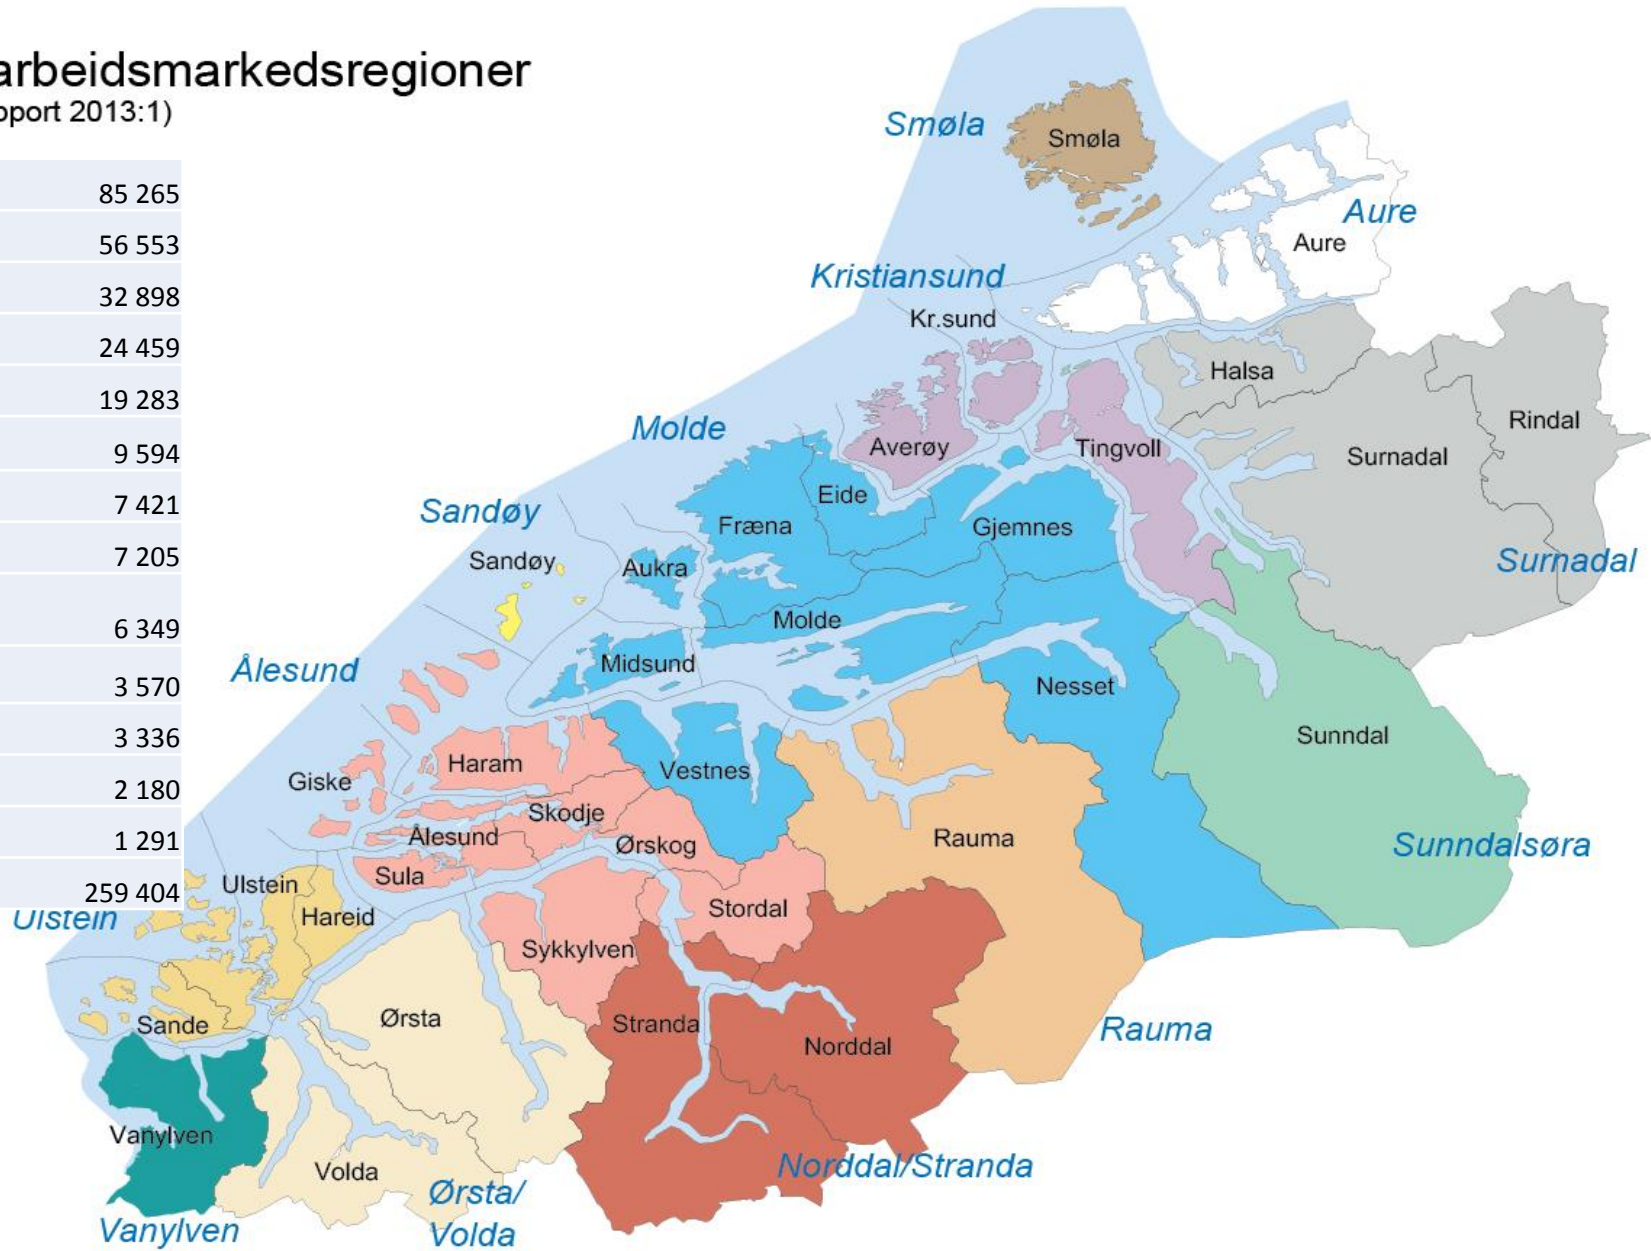 arbeidsmarkedsregioner
port 2013:1)
85 265
56 553
32 898
24 459
19 283
9 594
7 421
7 205
6 349
3 570
3 336
2 180
1 291
259 404
Smøla
Smøla
Aure
Aure
Kristiansund
Kr.sund
Halsa
Rindal
Molde
Averøy
Tingvoll
Surnadal
Eide
Sandøy
Fræna
Gjemnes
Sandøy
Aukra
Surnadal
Molde
Ålesund
Midsund
Nesset
Sunndal
Haram
Vestnes
Giske
Skodje
Ålesund
Ørskog
Rauma
Sunndalsøra
Sula
Ulstein
Stordal
Ulstein
Hareid
Sykkylven
Sande
Ørsta
Stranda
Rauma
Norddal
Vanylven
Volda
Norddal/Stranda
Ørsta/
Volda
Vanylven